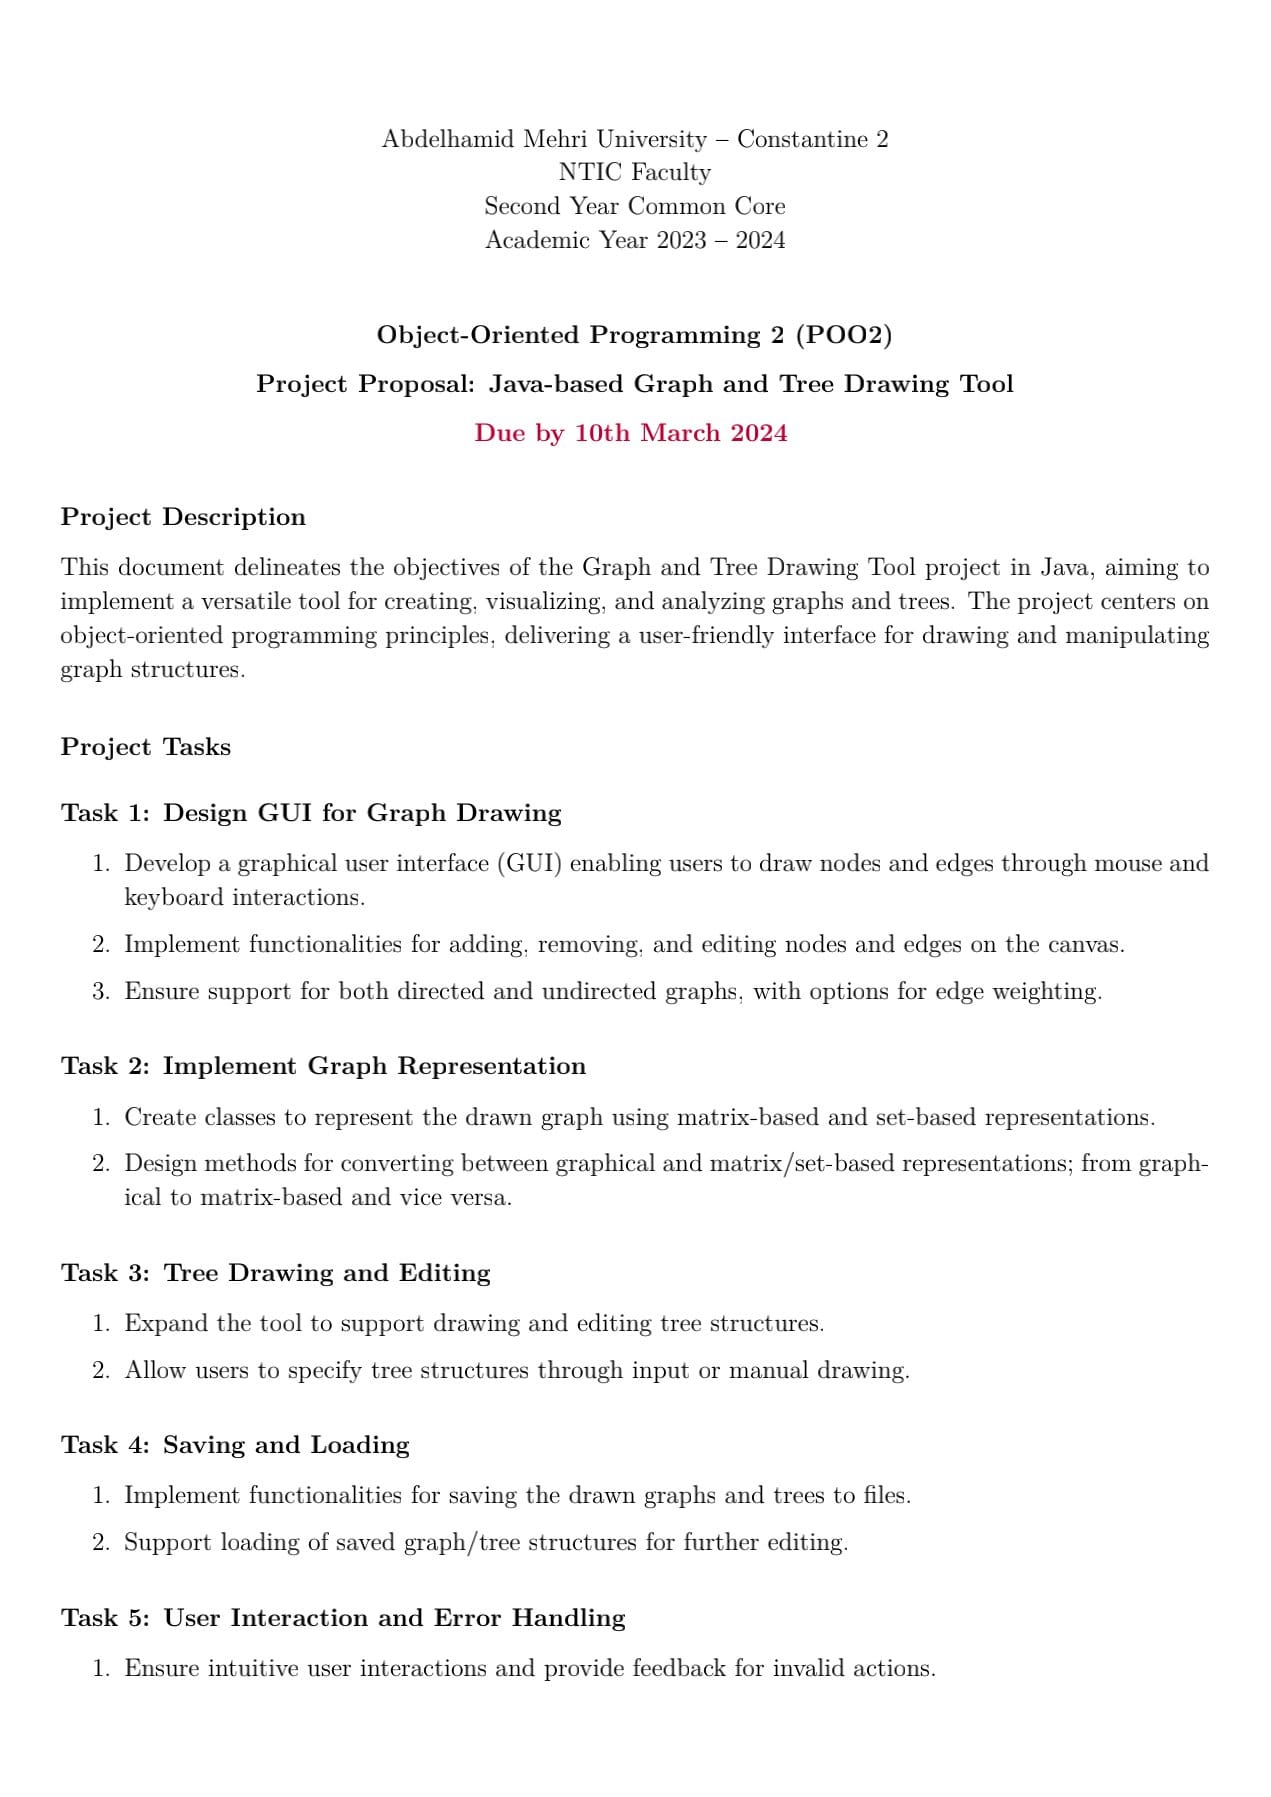 Abdelhamid Mehri University – Constantine 2
NTIC Faculty
Second Year Common Core
Academic Year 2023 – 2024
Object-Oriented Programming 2 (POO2)
Project Proposal: Java-based Graph and Tree Drawing Tool
Due by 10th March 2024
Project Description
This document delineates the objectives of the Graph and Tree Drawing Tool project in Java, aiming to
implement a versatile tool for creating, visualizing, and analyzing graphs and trees. The project centers on
object-oriented programming principles, delivering a user-friendly interface for drawing and manipulating
graph structures.
Project Tasks
Task 1: Design GUI for Graph Drawing
1. Develop a graphical user interface (GUI) enabling users to draw nodes and edges through mouse and
keyboard interactions.
2. Implement functionalities for adding, removing, and editing nodes and edges on the canvas.
3. Ensure support for both directed and undirected graphs, with options for edge weighting.
Task 2: Implement Graph Representation
1. Create classes to represent the drawn graph using matrix-based and set-based representations.
2. Design methods for converting between graphical and matrix/set-based representations; from graph-
ical to matrix-based and vice versa.
Task 3: Tree Drawing and Editing
1. Expand the tool to support drawing and editing tree structures.
2. Allow users to specify tree structures through input or manual drawing.
Task 4: Saving and Loading
1. Implement functionalities for saving the drawn graphs and trees to files.
2. Support loading of saved graph/tree structures for further editing.
Task 5: User Interaction and Error Handling
1. Ensure intuitive user interactions and provide feedback for invalid actions.